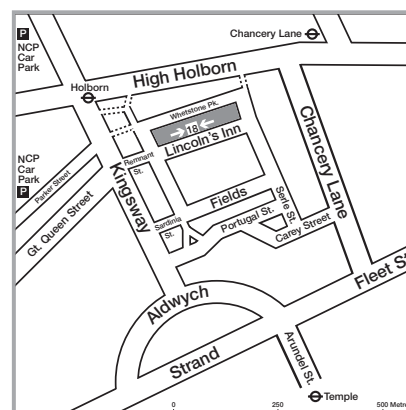 P
NCP
Car
Park
Chancery Lane
High Holborn
Holborn
Whetstone Pk.
18
Lincoln's Inn
Chancery Lane
NCP
Car
Park
P
Parker Street
Gt. Queen Street
Remnant
St.
Kingsway
Fields
Sardinia
St.
Portugal St.
Serle St.
Carey Street
Aldwych
Fleet S
Strand
Arundel St.
Temple
0
250
500 Metr